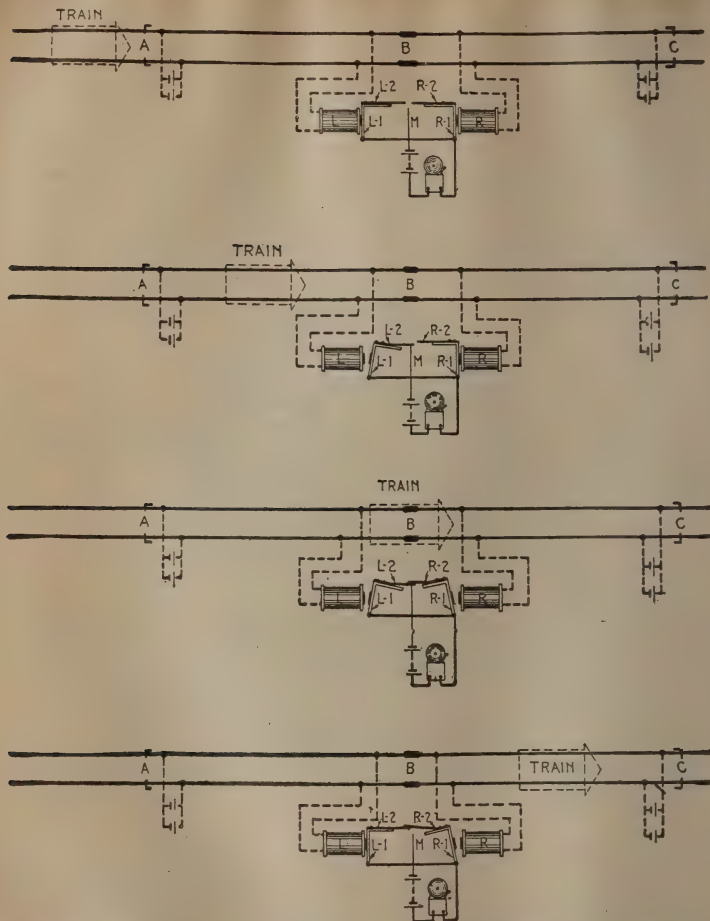 TRAIN
A B C
L-2 R-2
L L-1 M R-1 R
TRAIN
A B C
L-2 R-2
L L-1 M R-1 R
TRAIN
A B C
L-2 R-2
L-1 R-1 R
A B TRAIN C
L-2 R-2
L L-1 M R-1 R